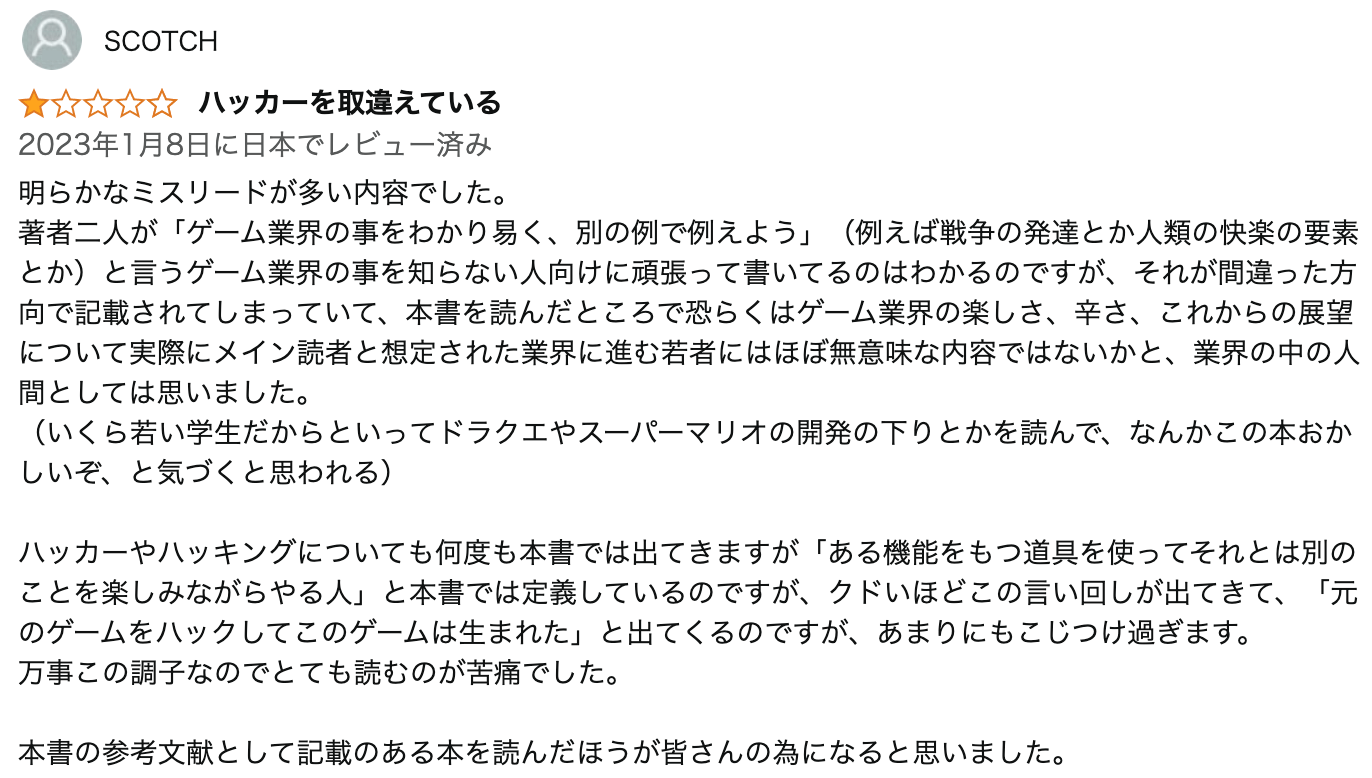 SCOTCH
ハッカーを取違えている
2023年1月8日に日本でレビュー済み
明らかなミスリードが多い内容でした。
著者二人が「ゲーム業界の事をわかり易く、別の例で例えよう」（例えば戦争の発達とか人類の快楽の要素
とか）と言うゲーム業界の事を知らない人向けに頑張って書いてるのはわかるのですが、それが間違った方
向で記載されてしまっていて、本書を読んだところで恐らくはゲーム業界の楽しさ、辛さ、これからの展望
について実際にメイン読者と想定された業界に進む若者にはほぼ無意味な内容ではないかと、業界の中の人
間としては思いました。
（いくら若い学生だからといってドラクエやスーパーマリオの開発の下りとかを読んで、なんかこの本おか
しいぞ、と気づくと思われる）
ハッカーやハッキングについても何度も本書では出てきますが「ある機能をもつ道具を使ってそれとは別の
ことを楽しみながらやる人」と本書では定義しているのですが、クドいほどこの言い回しが出てきて、「元
のゲームをハックしてこのゲームは生まれた」と出てくるのですが、あまりにもこじつけ過ぎます。
万事この調子なのでとても読むのが苦痛でした。
本書の参考文献として記載のある本を読んだほうが皆さんの為になると思いました。